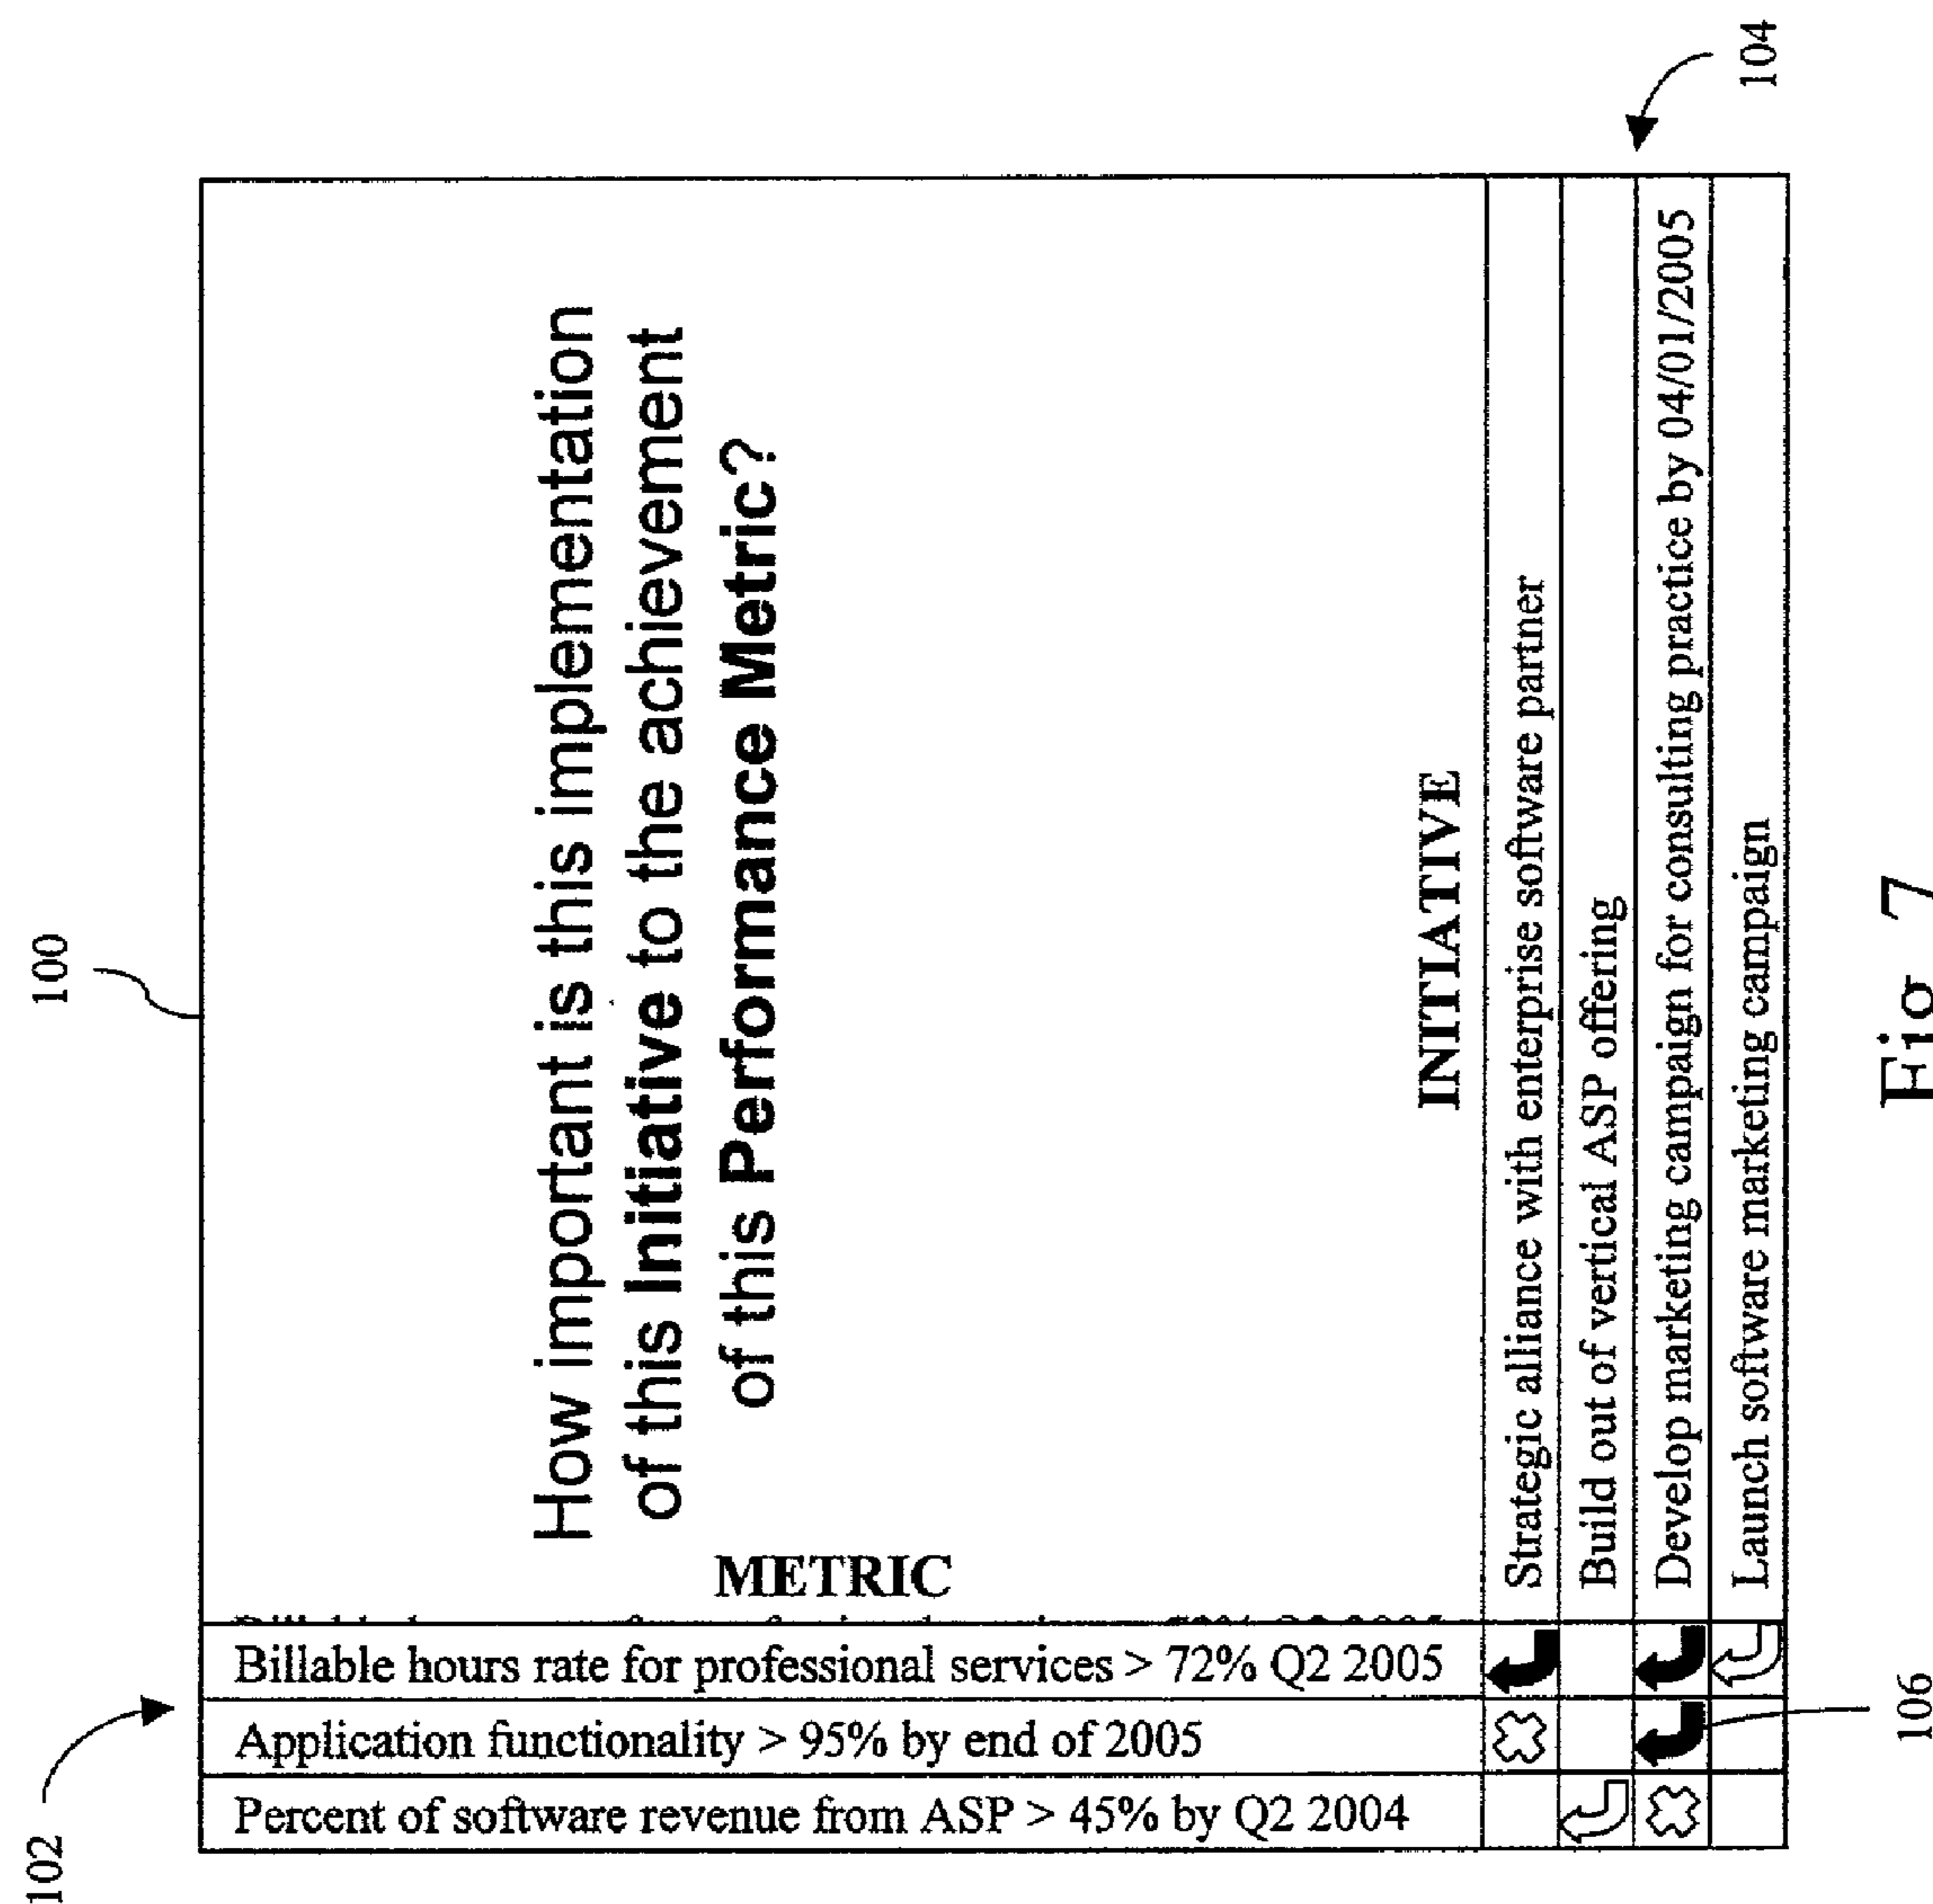 100
102
104
How important is this implementation
of this Initiative to the achievement
of this Performance Metric?
METRIC
INITIATIVE
Strategic alliance with enterprise software partner
Build out of vertical ASP offering
Develop marketing campaign for consulting practice by 04/01/2005
Launch software marketing campaign
Billable hours rate for professional services > 72% Q2 2005
Application functionality > 95% by end of 2005
Percent of software revenue from ASP > 45% by Q2 2004
106
Fig. 7